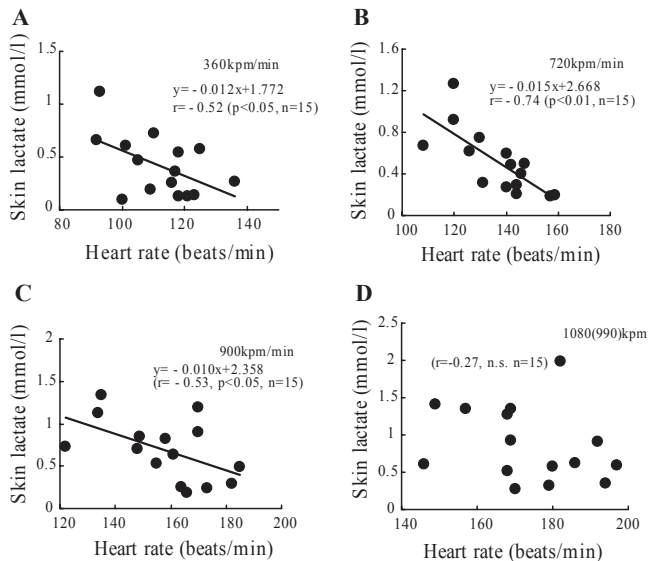 A
Skin lactate (mmol/l)
1.5
1
0.5
0
360kpm/min
y= - 0.012x+1.772
r= - 0.52 (p<0.05, n=15)
80 100 120 140
Heart rate (beats/min)
B
Skin lactate (mmol/l)
1.6
1.2
0.8
0.4
0
720kpm/min
y= - 0.015x+2.668
r= - 0.74 (p<0.01, n=15)
100 120 140 160 180
Heart rate (beats/min)
C
Skin lactate (mmol/l)
2
1.5
1
0.5
0
900kpm/min
y= - 0.010x+2.358
(r= - 0.53, p<0.05, n=15)
120 140 160 180 200
Heart rate (beats/min)
D
Skin lactate (mmol/l)
2.5
2
1.5
1
0.5
0
1080(990)kpm
(r=-0.27, n.s. n=15)
140 160 180 200
Heart rate (beats/min)